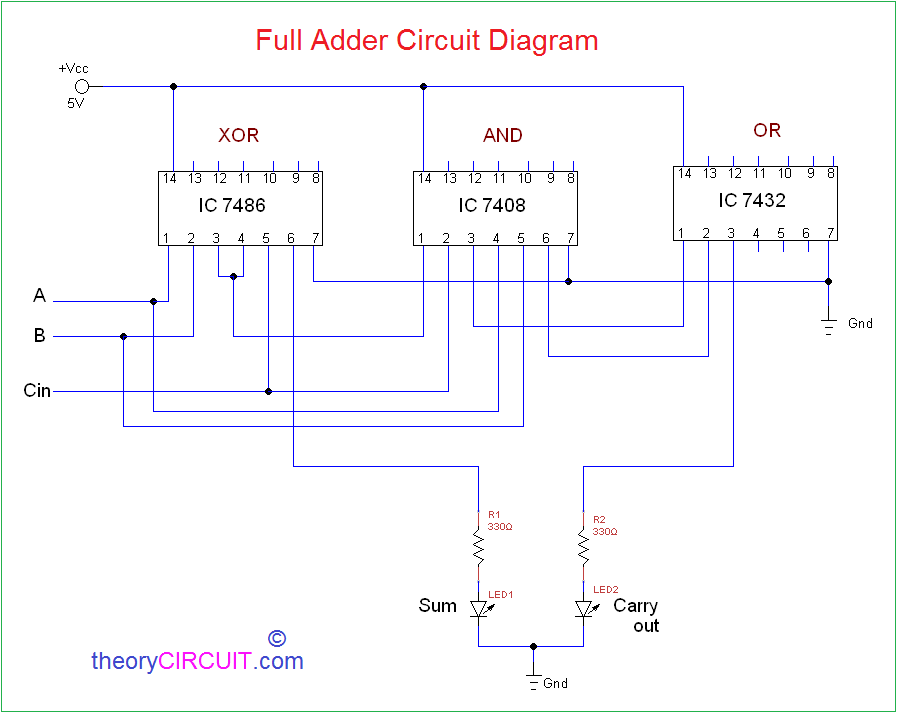 Full Adder Circuit Diagram
+Vcc
5V
XOR
AND
OR
14 13 12 11 10 9 8
IC 7486
1 2 3 4 5 6 7
14 13 12 11 10 9 8
IC 7408
1 2 3 4 5 6 7
14 13 12 11 10 9 8
IC 7432
1 2 3 4 5 6 7
A
B
Cin
Gnd
R1
330Ω
R2
330Ω
LED1
Sum
LED2
Carry
out
Gnd
©
theoryCIRCUIT.com